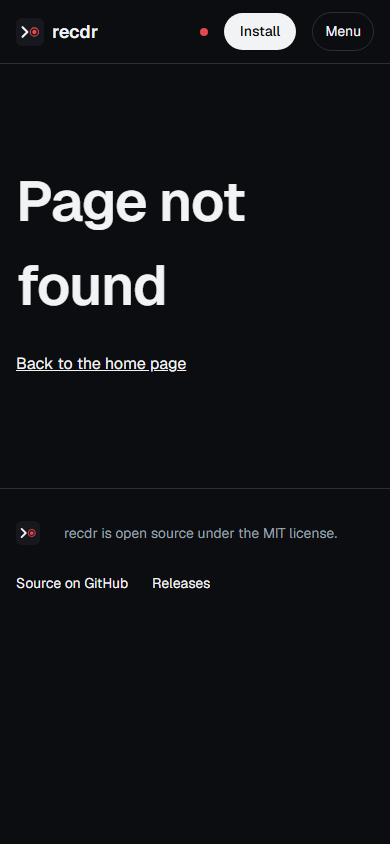 recdr
Install
Menu
Page not
found
Back to the home page
recdr is open source under the MIT license.
Source on GitHub
Releases